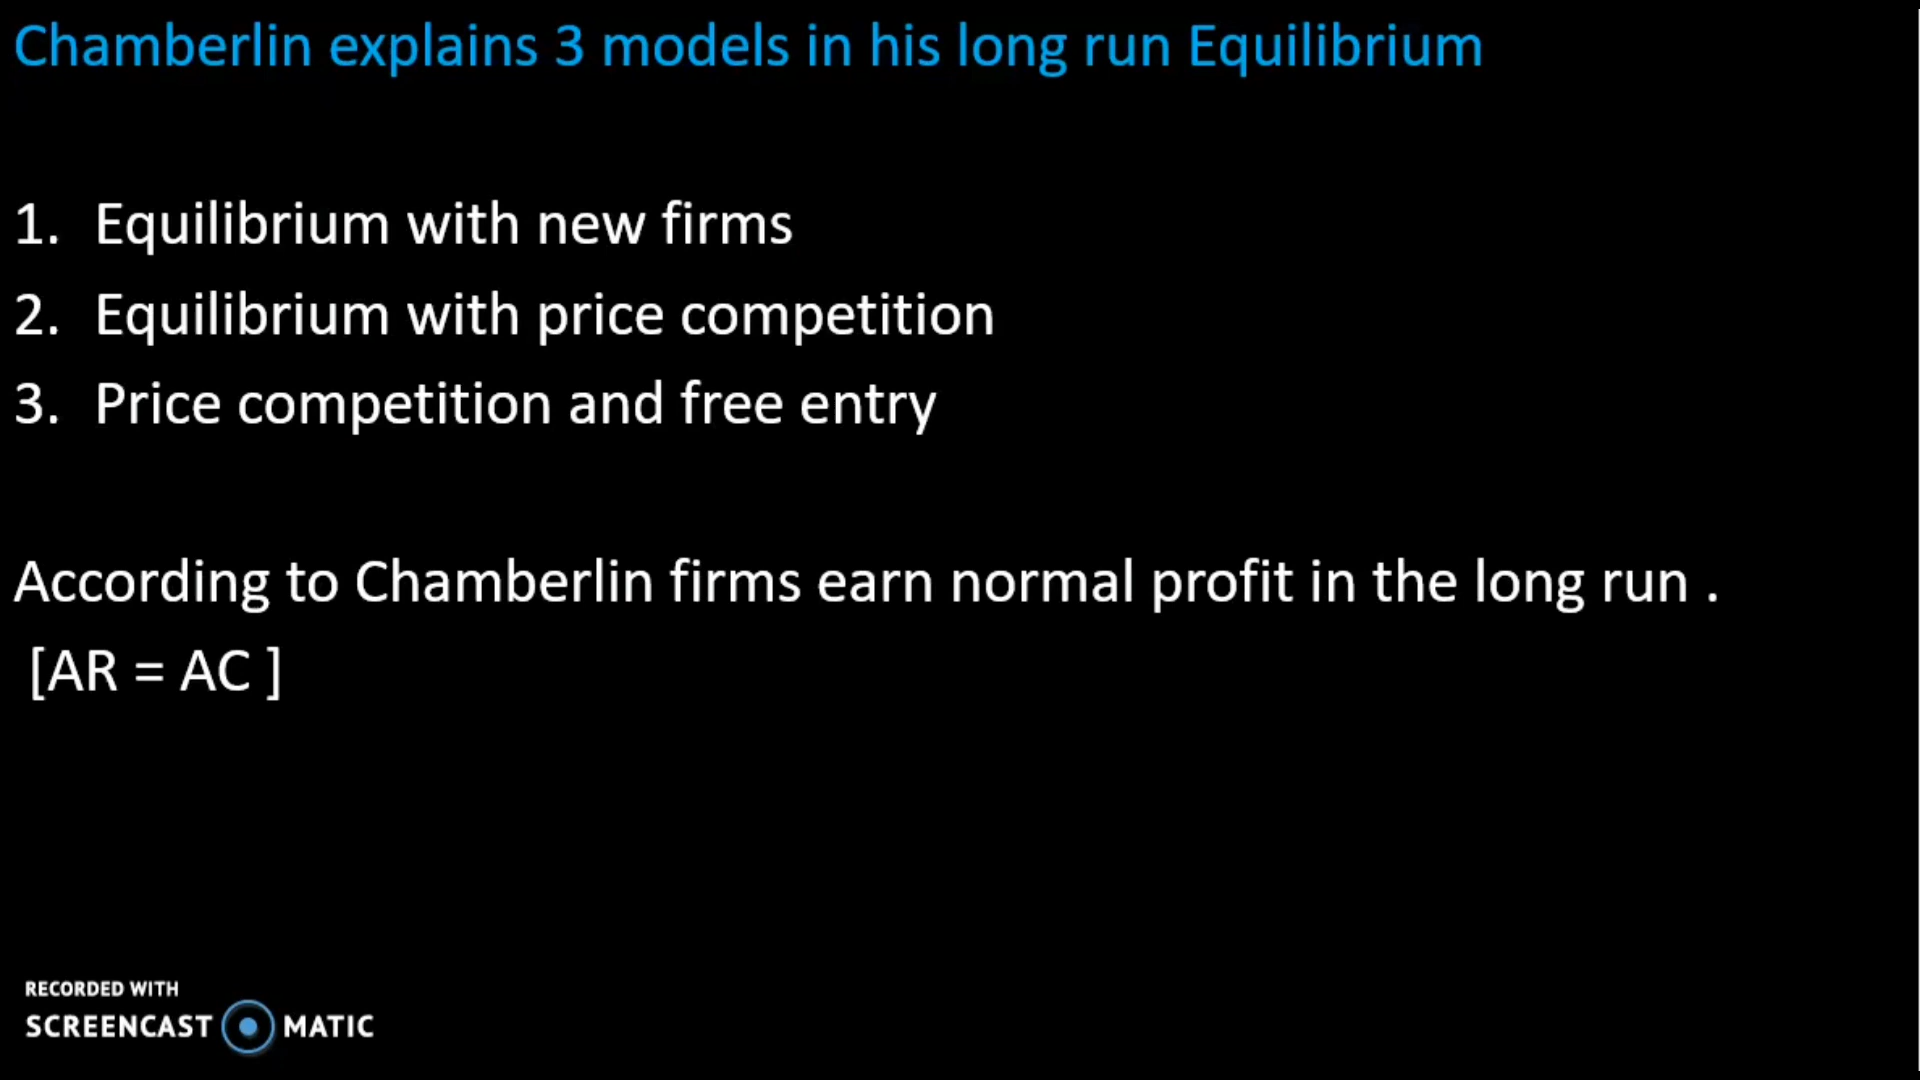 Chamberlin explains 3 models in his long run Equilibrium
1. Equilibrium with new firms
2. Equilibrium with price competition
3. Price competition and free entry
According to Chamberlin firms earn normal profit in the long run .
[AR = AC ]
RECORDED WITH
SCREENCAST MATIC